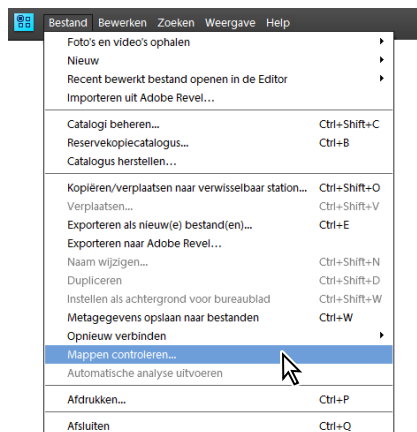 Bestand Bewerken Zoeken Weergave Help
Foto's en video's ophalen
Nieuw
Recent bewerkt bestand openen in de Editor
Importeren uit Adobe Revel...
Catalogi beheren... Ctrl+Shift+C
Reservekopiecatalogus... Ctrl+B
Catalogus herstellen...
Kopiëren/verplaatsen naar verwisselbaar station... Ctrl+Shift+O
Verplaatsen... Ctrl+Shift+V
Exporteren als nieuw(e) bestand(en)... Ctrl+E
Exporteren naar Adobe Revel...
Naam wijzigen... Ctrl+Shift+N
Dupliceren Ctrl+Shift+D
Instellen als achtergrond voor bureaublad Ctrl+Shift+W
Metagegevens opslaan naar bestanden Ctrl+W
Opnieuw verbinden
Mappen controleren...
Automatische analyse uitvoeren
Afdrukken... Ctrl+P
Afsluiten Ctrl+Q